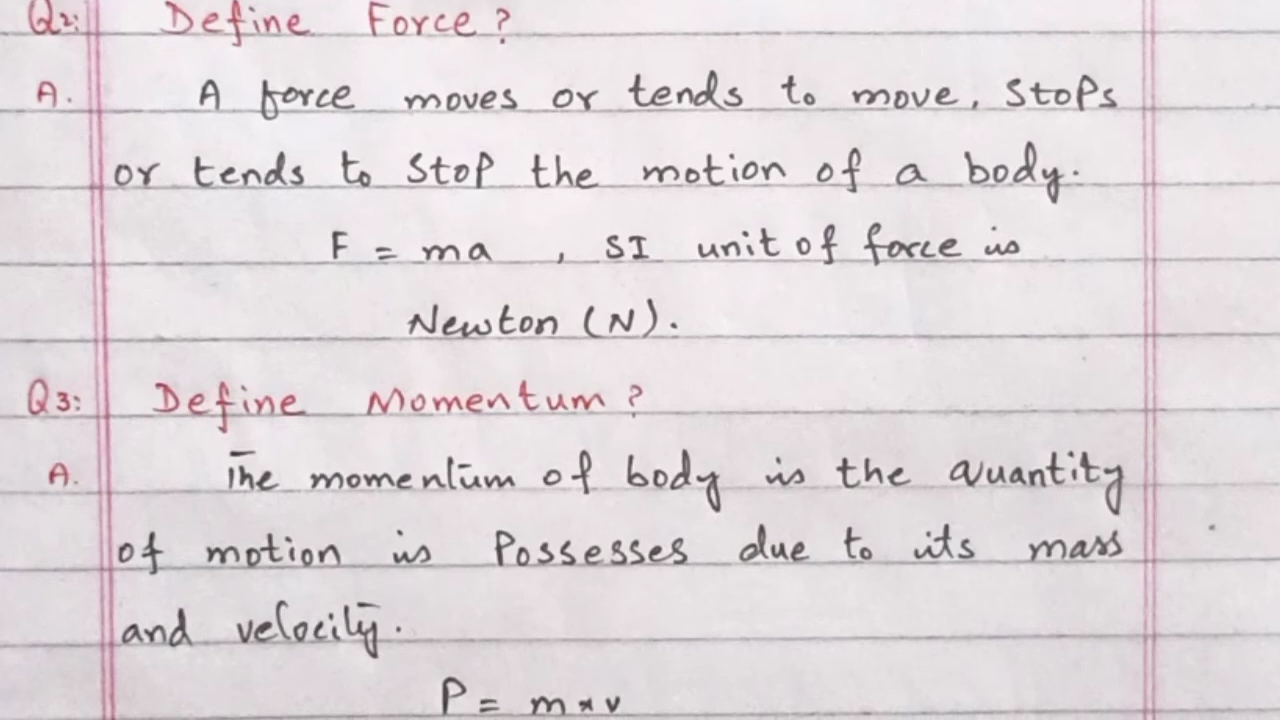 Q2: Define Force?
A. A force moves or tends to move, stops
or tends to stop the motion of a body.
F = ma , SI unit of force is
Newton (N).
Q3: Define Momentum?
A. The momentum of body is the quantity
of motion is Possesses due to its mass
and velocity.
P = m × v